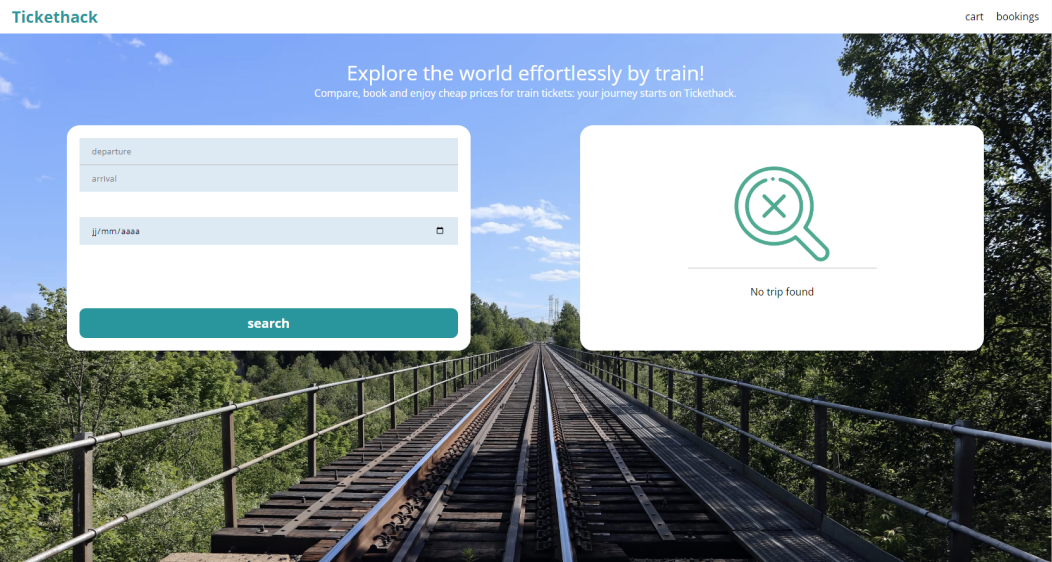 Tickethack
cart bookings
Explore the world effortlessly by train!
Compare, book and enjoy cheap prices for train tickets: your journey starts on Tickethack.
departure
arrival
jj/mm/aaaa
search
No trip found